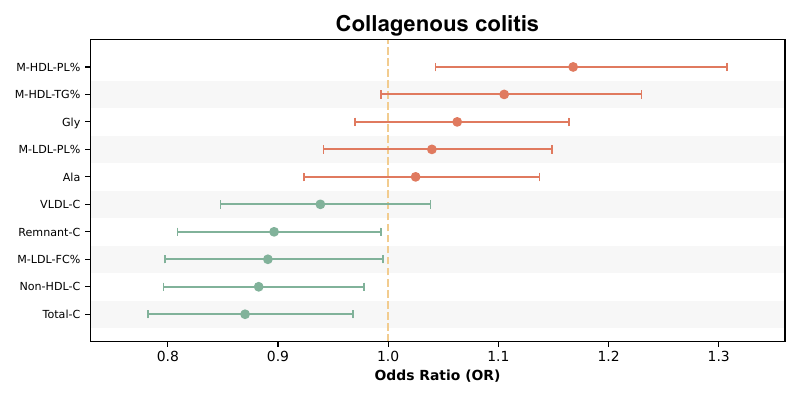 Collagenous colitis
M-HDL-PL%
M-HDL-TG%
Gly
M-LDL-PL%
Ala
VLDL-C
Remnant-C
M-LDL-FC%
Non-HDL-C
Total-C
0.8 0.9 1.0 1.1 1.2 1.3
Odds Ratio (OR)